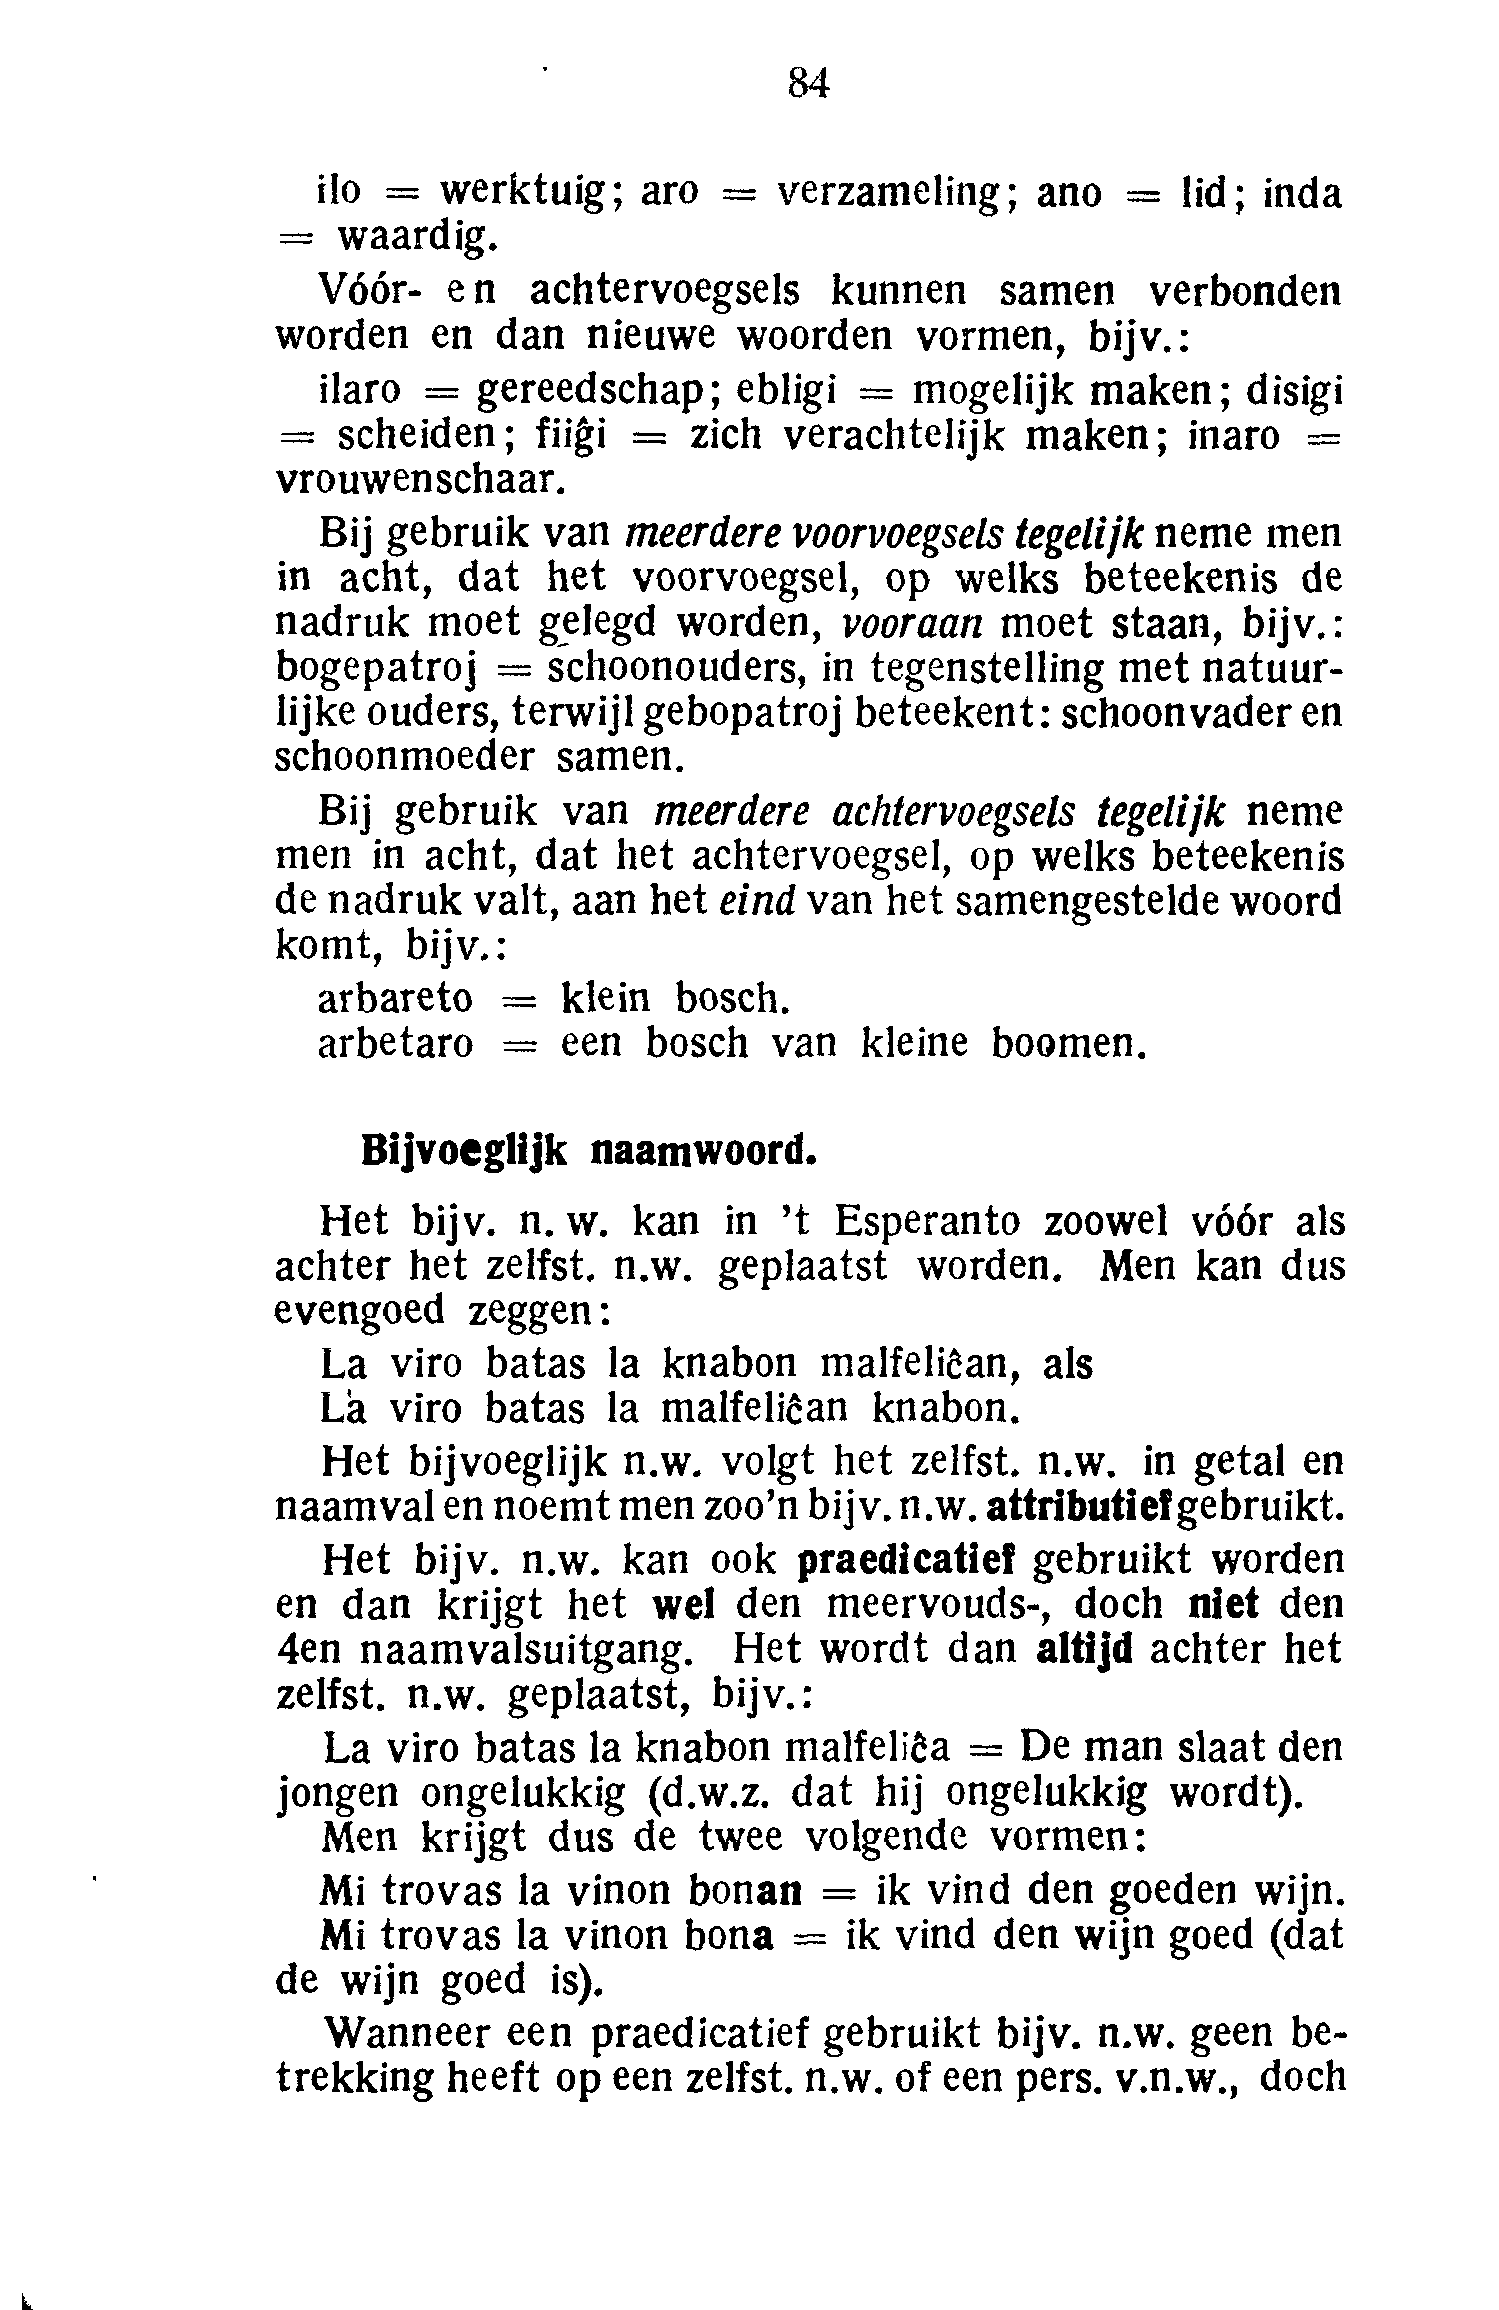 84
ilo = werktuig; aro = verzameling; ano = lid; inda
= waardig.
Vóór- en achtervoegsels kunnen samen verbonden
worden en dan nieuwe woorden vormen, bijv.:
ilaro = gereedschap; ebligi = mogelijk maken; disigi
= scheiden; fiiĝi = zich verachtelijk maken; inaro =
vrouwenschaar.
Bij gebruik van meerdere voorvoegsels tegelijk neme men
in acht, dat het voorvoegsel, op welks beteekenis de
nadruk moet gelegd worden, vooraan moet staan, bijv.:
bogepatroj = schoonouders, in tegenstelling met natuur-
lijke ouders, terwijl gebopatroj beteekent: schoonvader en
schoonmoeder samen.
Bij gebruik van meerdere achtervoegsels tegelijk neme
men in acht, dat het achtervoegsel, op welks beteekenis
de nadruk valt, aan het eind van het samengestelde woord
komt, bijv.:
arbareto = klein bosch.
arbetaro = een bosch van kleine boomen.
Bijvoeglijk naamwoord.
Het bijv. n. w. kan in 't Esperanto zoowel vóór als
achter het zelfst. n.w. geplaatst worden. Men kan dus
evengoed zeggen:
La viro batas la knabon malfeliĉan, als
La viro batas la malfeliĉan knabon.
Het bijvoeglijk n.w. volgt het zelfst. n.w. in getal en
naamval en noemt men zoo'n bijv. n.w. attributief gebruikt.
Het bijv. n.w. kan ook praedicatief gebruikt worden
en dan krijgt het wel den meervouds-, doch niet den
4en naamvalsuitgang. Het wordt dan altijd achter het
zelfst. n.w. geplaatst, bijv.:
La viro batas la knabon malfeliĉa = De man slaat den
jongen ongelukkig (d.w.z. dat hij ongelukkig wordt).
Men krijgt dus de twee volgende vormen:
Mi trovas la vinon bonan = ik vind den goeden wijn.
Mi trovas la vinon bona = ik vind den wijn goed (dat
de wijn goed is).
Wanneer een praedicatief gebruikt bijv. n.w. geen be-
trekking heeft op een zelfst. n.w. of een pers. v.n.w., doch